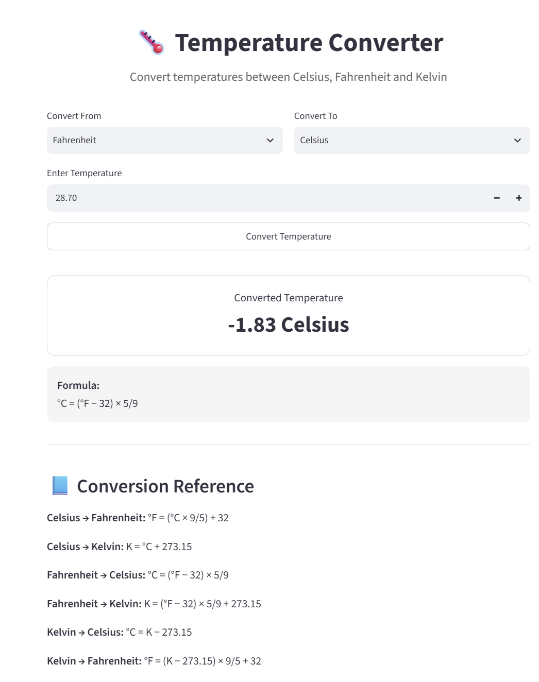 Temperature Converter
Convert temperatures between Celsius, Fahrenheit and Kelvin
Convert From
Convert To
Fahrenheit
Celsius
Enter Temperature
28.70
− +
Convert Temperature
Converted Temperature
-1.83 Celsius
Formula:
°C = (°F − 32) × 5/9
Conversion Reference
Celsius → Fahrenheit: °F = (°C × 9/5) + 32
Celsius → Kelvin: K = °C + 273.15
Fahrenheit → Celsius: °C = (°F − 32) × 5/9
Fahrenheit → Kelvin: K = (°F − 32) × 5/9 + 273.15
Kelvin → Celsius: °C = K − 273.15
Kelvin → Fahrenheit: °F = (K − 273.15) × 9/5 + 32